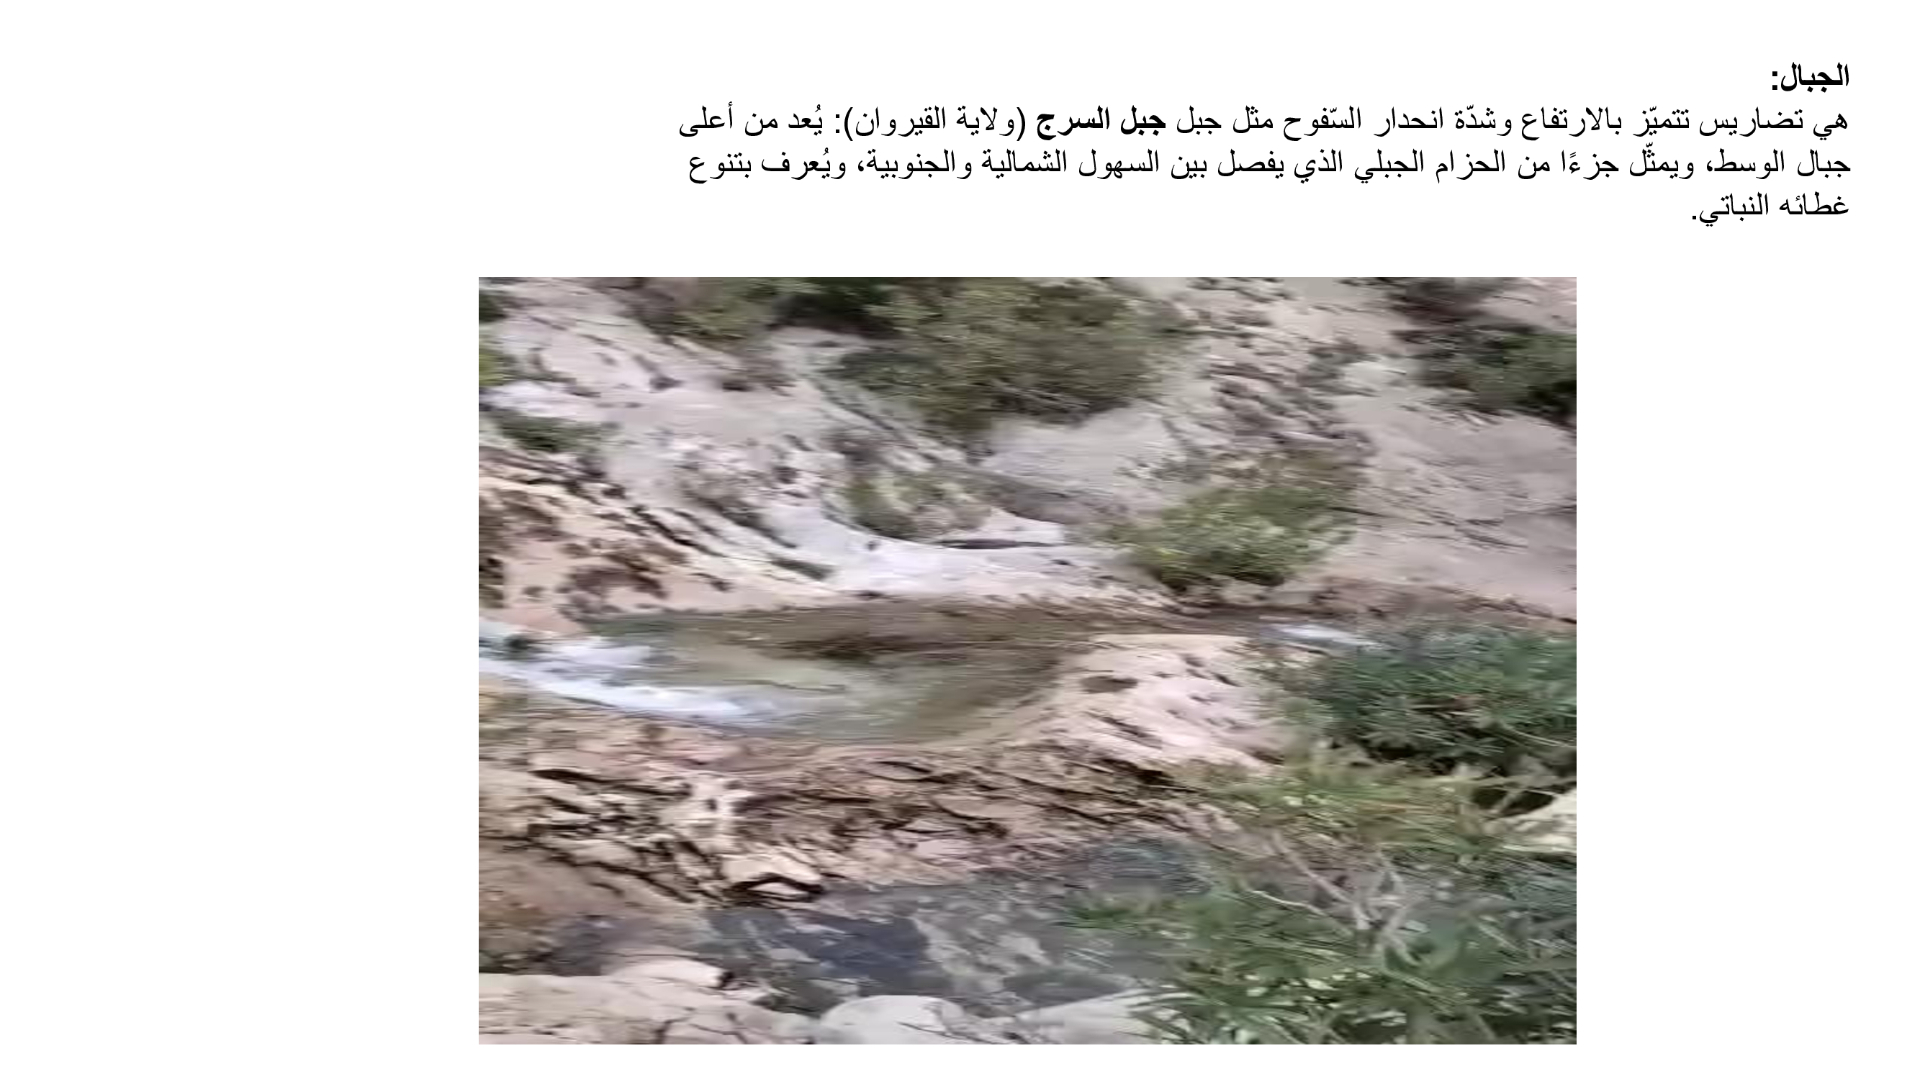 الجبال:
هي تضاريس تتميّز بالارتفاع وشدّة انحدار السّفوح مثل جبل جبل السرج (ولاية القيروان): يُعد من أعلى
جبال الوسط، ويمثّل جزءًا من الحزام الجبلي الذي يفصل بين السهول الشمالية والجنوبية، ويُعرف بتنوع
غطائه النباتي.